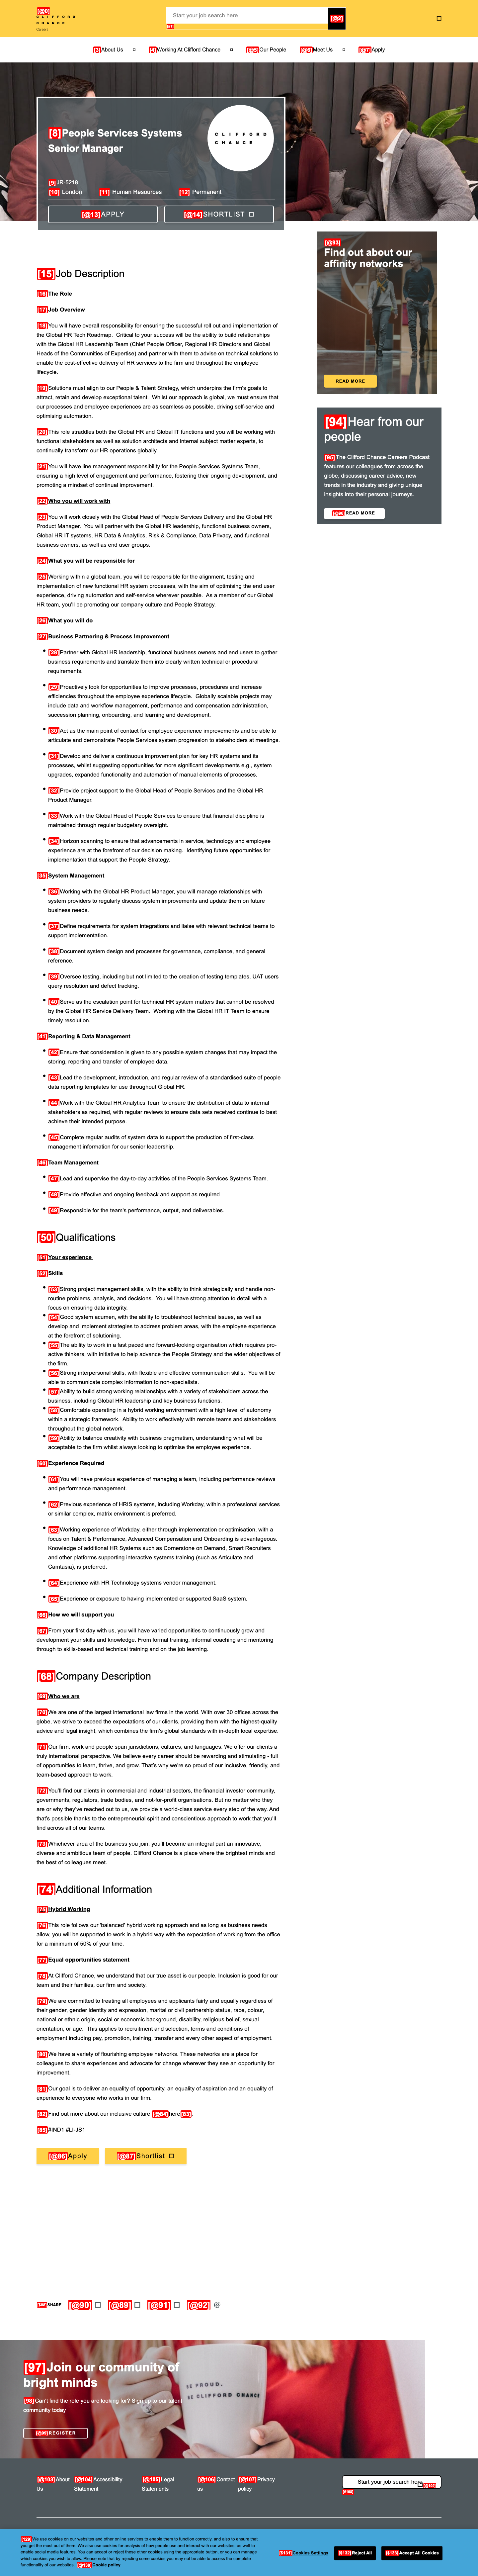 [@0]
CLIFFORD
CHANCE
Careers
Start your job search here
[@2]
[#1]
[3]About Us
[4]Working At Clifford Chance
[@5]Our People
[@6]Meet Us
[@7]Apply
[8]People Services Systems
Senior Manager
CLIFFORD
CHANCE
[9]JR-5218
[10] London
[11] Human Resources
[12] Permanent
[@13]APPLY
[@14]SHORTLIST
[@93]
Find out about our
affinity networks
READ MORE
[15]Job Description
[16]The Role
[17]Job Overview
[18]You will have overall responsibility for ensuring the successful roll out and implementation of
the Global HR Tech Roadmap. Critical to your success will be the ability to build relationships
with the Global HR Leadership Team (Chief People Officer, Regional HR Directors and Global
Heads of the Communities of Expertise) and partner with them to advise on technical solutions to
enable the cost-effective delivery of HR services to the firm and throughout the employee
lifecycle.
[19]Solutions must align to our People & Talent Strategy, which underpins the firm's goals to
attract, retain and develop exceptional talent. Whilst our approach is global, we must ensure that
our processes and employee experiences are as seamless as possible, driving self-service and
optimising automation.
[20]This role straddles both the Global HR and Global IT functions and you will be working with
functional stakeholders as well as solution architects and internal subject matter experts, to
continually transform our HR operations globally.
[21]You will have line management responsibility for the People Services Systems Team,
ensuring a high level of engagement and performance, fostering their ongoing development, and
promoting a mindset of continual improvement.
[94]Hear from our
people
[95]The Clifford Chance Careers Podcast
features our colleagues from across the
globe, discussing career advice, new
trends in the industry and giving unique
insights into their personal journeys.
[@96]READ MORE
[22]Who you will work with
[23]You will work closely with the Global Head of People Services Delivery and the Global HR
Product Manager. You will partner with the Global HR leadership, functional business owners,
Global HR IT systems, HR Data & Analytics, Risk & Compliance, Data Privacy, and functional
business owners, as well as end user groups.
[24]What you will be responsible for
[25]Working within a global team, you will be responsible for the alignment, testing and
implementation of new functional HR system processes, with the aim of optimising the end user
experience, driving automation and self-service wherever possible. As a member of our Global
HR team, you'll be promoting our company culture and People Strategy.
[26]What you will do
[27]Business Partnering & Process Improvement
[28]Partner with Global HR leadership, functional business owners and end users to gather
business requirements and translate them into clearly written technical or procedural
requirements.
[29]Proactively look for opportunities to improve processes, procedures and increase
efficiencies throughout the employee experience lifecycle. Globally scalable projects may
include data and workflow management, performance and compensation administration,
succession planning, onboarding, and learning and development.
[30]Act as the main point of contact for employee experience improvements and be able to
articulate and demonstrate People Services system progression to stakeholders at meetings.
[31]Develop and deliver a continuous improvement plan for key HR systems and its
processes, whilst suggesting opportunities for more significant developments e.g., system
upgrades, expanded functionality and automation of manual elements of processes.
[32]Provide project support to the Global Head of People Services and the Global HR
Product Manager.
[33]Work with the Global Head of People Services to ensure that financial discipline is
maintained through regular budgetary oversight.
[34]Horizon scanning to ensure that advancements in service, technology and employee
experience are at the forefront of our decision making. Identifying future opportunities for
implementation that support the People Strategy.
[35]System Management
[36]Working with the Global HR Product Manager, you will manage relationships with
system providers to regularly discuss system improvements and update them on future
business needs.
[37]Define requirements for system integrations and liaise with relevant technical teams to
support implementation.
[38]Document system design and processes for governance, compliance, and general
reference.
[39]Oversee testing, including but not limited to the creation of testing templates, UAT users
query resolution and defect tracking.
[40]Serve as the escalation point for technical HR system matters that cannot be resolved
by the Global HR Service Delivery Team. Working with the Global HR IT Team to ensure
timely resolution.
[41]Reporting & Data Management
[42]Ensure that consideration is given to any possible system changes that may impact the
storing, reporting and transfer of employee data.
[43]Lead the development, introduction, and regular review of a standardised suite of people
data reporting templates for use throughout Global HR.
[44]Work with the Global HR Analytics Team to ensure the distribution of data to internal
stakeholders as required, with regular reviews to ensure data sets received continue to best
achieve their intended purpose.
[45]Complete regular audits of system data to support the production of first-class
management information for our senior leadership.
[46]Team Management
[47]Lead and supervise the day-to-day activities of the People Services Systems Team.
[48]Provide effective and ongoing feedback and support as required.
[49]Responsible for the team's performance, output, and deliverables.
[50]Qualifications
[51]Your experience
[52]Skills
[53]Strong project management skills, with the ability to think strategically and handle non-
routine problems, analysis, and decisions. You will have strong attention to detail with a
focus on ensuring data integrity.
[54]Good system acumen, with the ability to troubleshoot technical issues, as well as
develop and implement strategies to address problem areas, with the employee experience
at the forefront of solutioning.
[55]The ability to work in a fast paced and forward-looking organisation which requires pro-
active thinkers, with initiative to help advance the People Strategy and the wider objectives of
the firm.
[56]Strong interpersonal skills, with flexible and effective communication skills. You will be
able to communicate complex information to non-specialists.
[57]Ability to build strong working relationships with a variety of stakeholders across the
business, including Global HR leadership and key business functions.
[58]Comfortable operating in a hybrid working environment with a high level of autonomy
within a strategic framework. Ability to work effectively with remote teams and stakeholders
throughout the global network.
[59]Ability to balance creativity with business pragmatism, understanding what will be
acceptable to the firm whilst always looking to optimise the employee experience.
[60]Experience Required
[61]You will have previous experience of managing a team, including performance reviews
and performance management.
[62]Previous experience of HRIS systems, including Workday, within a professional services
or similar complex, matrix environment is preferred.
[63]Working experience of Workday, either through implementation or optimisation, with a
focus on Talent & Performance, Advanced Compensation and Onboarding is advantageous.
Knowledge of additional HR Systems such as Cornerstone on Demand, Smart Recruiters
and other platforms supporting interactive systems training (such as Articulate and
Camtasia), is preferred.
[64]Experience with HR Technology systems vendor management.
[65]Experience or exposure to having implemented or supported SaaS system.
[66]How we will support you
[67]From your first day with us, you will have varied opportunities to continuously grow and
development your skills and knowledge. From formal training, informal coaching and mentoring
through to skills-based and technical training and on the job learning.
[68]Company Description
[69]Who we are
[70]We are one of the largest international law firms in the world. With over 30 offices across the
globe, we strive to exceed the expectations of our clients, providing them with the highest-quality
advice and legal insight, which combines the firm's global standards with in-depth local expertise.
[71]Our firm, work and people span jurisdictions, cultures, and languages. We offer our clients a
truly international perspective. We believe every career should be rewarding and stimulating - full
of opportunities to learn, thrive, and grow. That's why we're so proud of our inclusive, friendly, and
team-based approach to work.
[72]You'll find our clients in commercial and industrial sectors, the financial investor community,
governments, regulators, trade bodies, and not-for-profit organisations. But no matter who they
are or why they've reached out to us, we provide a world-class service every step of the way. And
that's possible thanks to the entrepreneurial spirit and conscientious approach to work that you'll
find across all of our teams.
[73]Whichever area of the business you join, you'll become an integral part an innovative,
diverse and ambitious team of people. Clifford Chance is a place where the brightest minds and
the best of colleagues meet.
[74]Additional Information
[75]Hybrid Working
[76]This role follows our 'balanced' hybrid working approach and as long as business needs
allow, you will be supported to work in a hybrid way with the expectation of working from the office
for a minimum of 50% of your time.
[77]Equal opportunities statement
[78]At Clifford Chance, we understand that our true asset is our people. Inclusion is good for our
team and their families, our firm and society.
[79]We are committed to treating all employees and applicants fairly and equally regardless of
their gender, gender identity and expression, marital or civil partnership status, race, colour,
national or ethnic origin, social or economic background, disability, religious belief, sexual
orientation, or age. This applies to recruitment and selection, terms and conditions of
employment including pay, promotion, training, transfer and every other aspect of employment.
[80]We have a variety of flourishing employee networks. These networks are a place for
colleagues to share experiences and advocate for change wherever they see an opportunity for
improvement.
[81]Our goal is to deliver an equality of opportunity, an equality of aspiration and an equality of
experience to everyone who works in our firm.
[82]Find out more about our inclusive culture [@84]here[83].
[85]#IND1 #LI-JS1
[@86]Apply
[@87]Shortlist
[88]SHARE
[@90]
[@89]
[@91]
[@92] @
[97]Join our community of
bright minds
[98]Can't find the role you are looking for? Sign up to our talent
community today
[@99]REGISTER
BE PROUD.
BE CLIFFORD CHANCE
[@103]About
Us
[@104]Accessibility
Statement
[@105]Legal
Statements
[@106]Contact
us
[@107]Privacy
policy
Start your job search here
[129]We use cookies on our websites and other online services to enable them to function correctly, and also to ensure that
you get the most out of them. We also use cookies for analysis of how people use and interact with our website and to
enable social media features. You can accept or reject these cookies by clicking the appropriate button, or you can manage
which cookies you wish to allow. Please note that by rejecting some cookies you may not be able to access the complete
functionality of our websites. [@130]Cookie policy
[$131]Cookies Settings
[$132]Reject All
[$133]Accept All Cookies